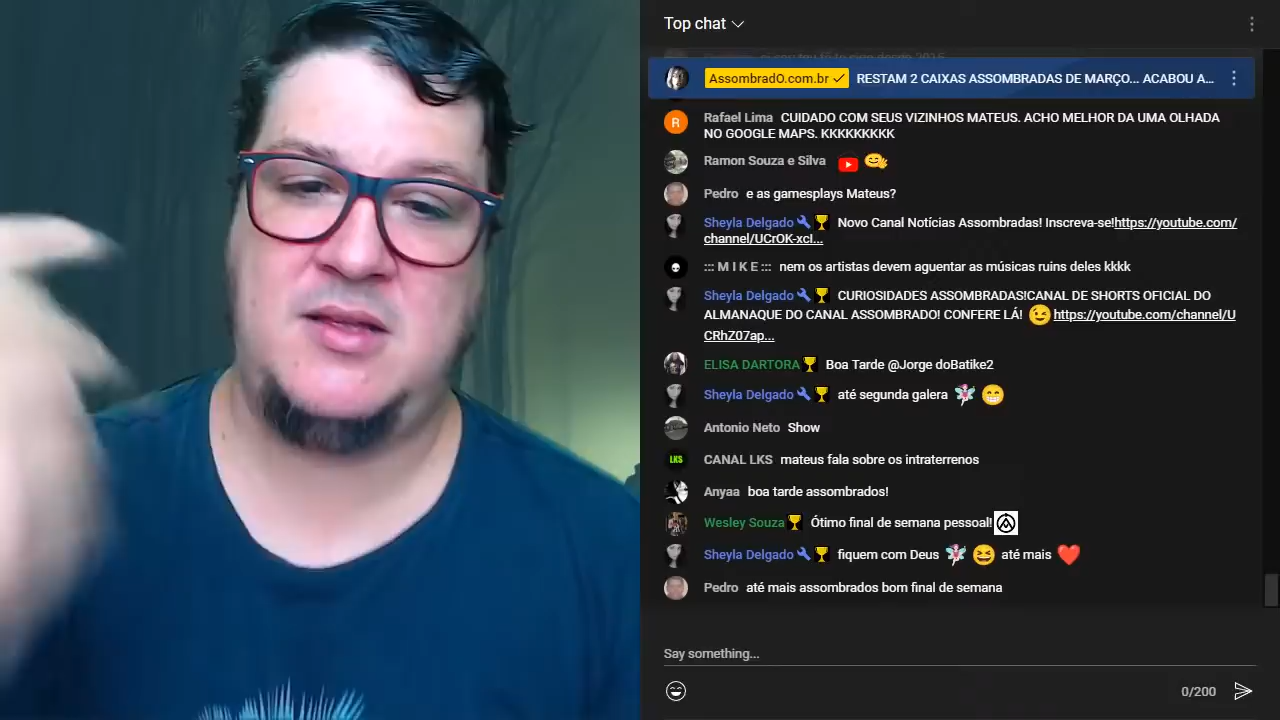 Top chat
AssombradO.com.br RESTAM 2 CAIXAS ASSOMBRADAS DE MARÇO... ACABOU A...
Rafael Lima CUIDADO COM SEUS VIZINHOS MATEUS. ACHO MELHOR DA UMA OLHADA
NO GOOGLE MAPS. KKKKKKKKK
Ramon Souza e Silva
Pedro e as gamesplays Mateus?
Sheyla Delgado Novo Canal Notícias Assombradas! Inscreva-se!https://youtube.com/
channel/UCrOK-xcI...
::: M I K E ::: nem os artistas devem aguentar as músicas ruins deles kkkk
Sheyla Delgado CURIOSIDADES ASSOMBRADAS!CANAL DE SHORTS OFICIAL DO
ALMANAQUE DO CANAL ASSOMBRADO! CONFERE LÁ! 😉 https://youtube.com/channel/U
CRhZ07ap...
ELISA DARTORA Boa Tarde @Jorge doBatike2
Sheyla Delgado até segunda galera 🧚 😁
Antonio Neto Show
LKS CANAL LKS mateus fala sobre os intraterrenos
Anyaa boa tarde assombrados!
Wesley Souza Ótimo final de semana pessoal!
Sheyla Delgado fiquem com Deus 🧚 😆 até mais ❤️
Pedro até mais assombrados bom final de semana
Say something...
0/200